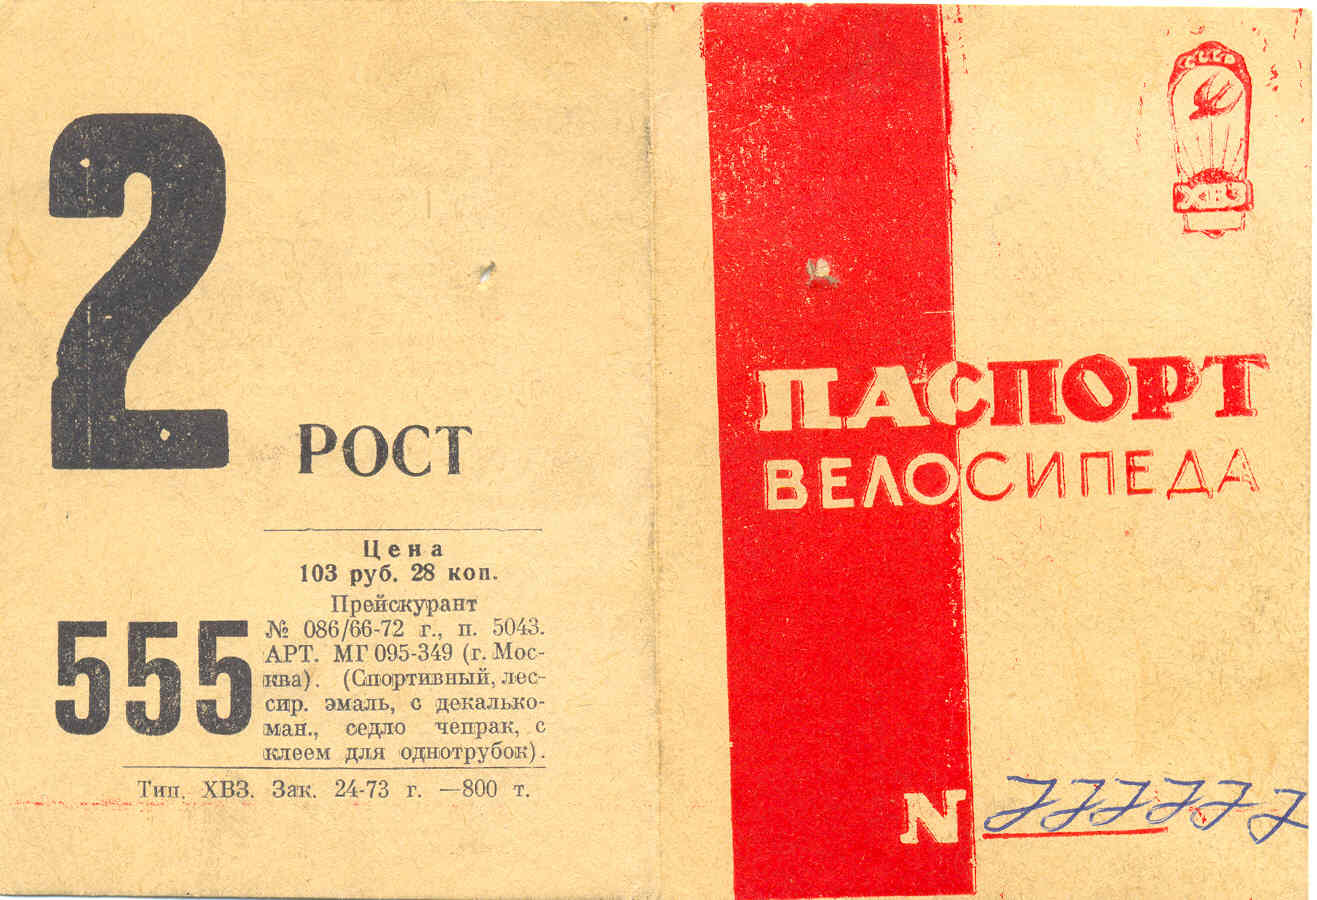 2
РОСТ
Цена
103 руб. 28 коп.
555
Прейскурант
№ 086/66-72 г., п. 5043.
АРТ. МГ 095-349 (г. Мос-
ква). (Спортивный, лес-
сир. эмаль, с декалько-
ман., седло чепрак, с
клеем для однотрубок).
Тип. ХВЗ. Зак. 24-73 г. —800 т.
СССР
ХВЗ
ПАСПОРТ
ВЕЛОСИПЕДА
N 777777